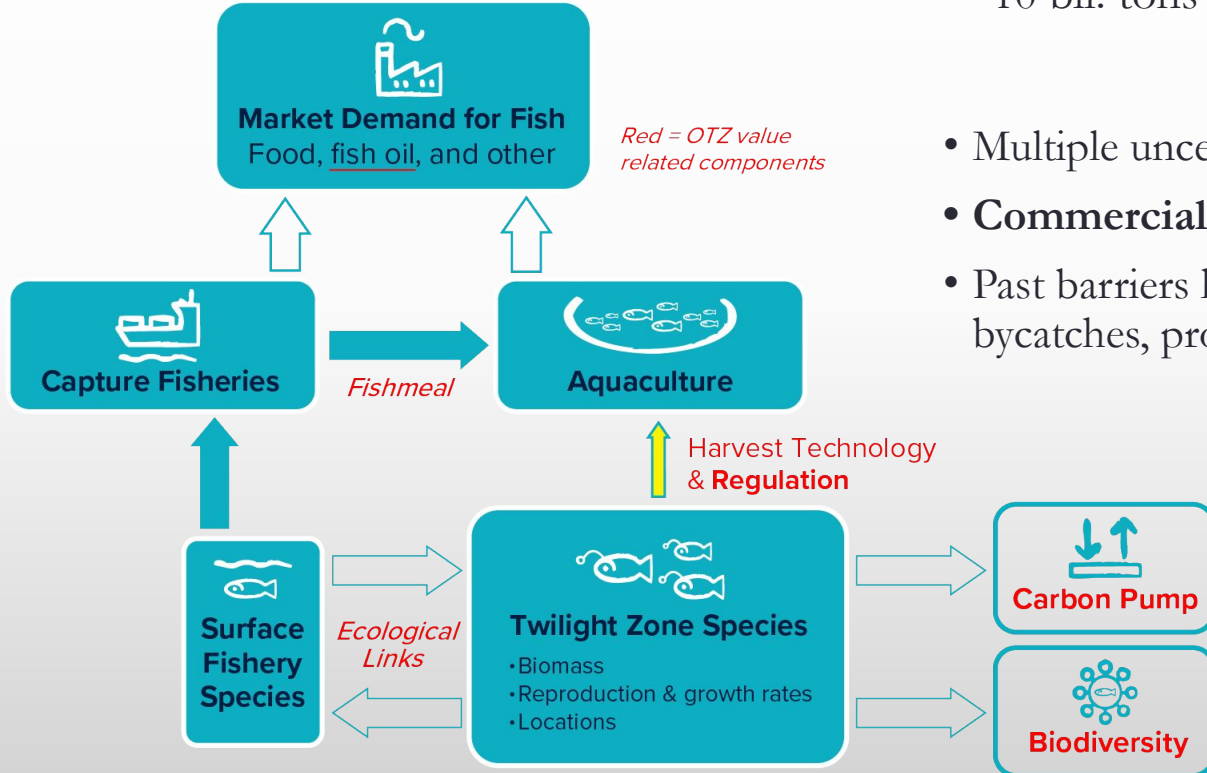 Market Demand for Fish
Food, fish oil, and other
Red = OTZ value
related components
Capture Fisheries
Fishmeal
Aquaculture
Harvest Technology
& Regulation
Surface
Fishery
Species
Ecological
Links
Twilight Zone Species
•Biomass
•Reproduction & growth rates
•Locations
Carbon Pump
Biodiversity
bil. tons
• Multiple
• Commercial
• Past barriers
bycatches,